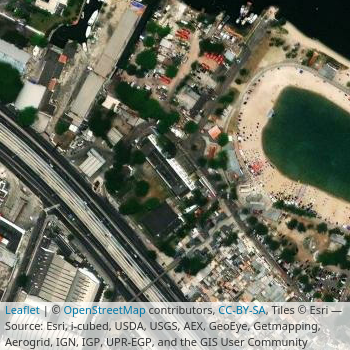 Leaflet | © OpenStreetMap contributors, CC-BY-SA, Tiles © Esri —
Source: Esri, i-cubed, USDA, USGS, AEX, GeoEye, Getmapping,
Aerogrid, IGN, IGP, UPR-EGP, and the GIS User Community